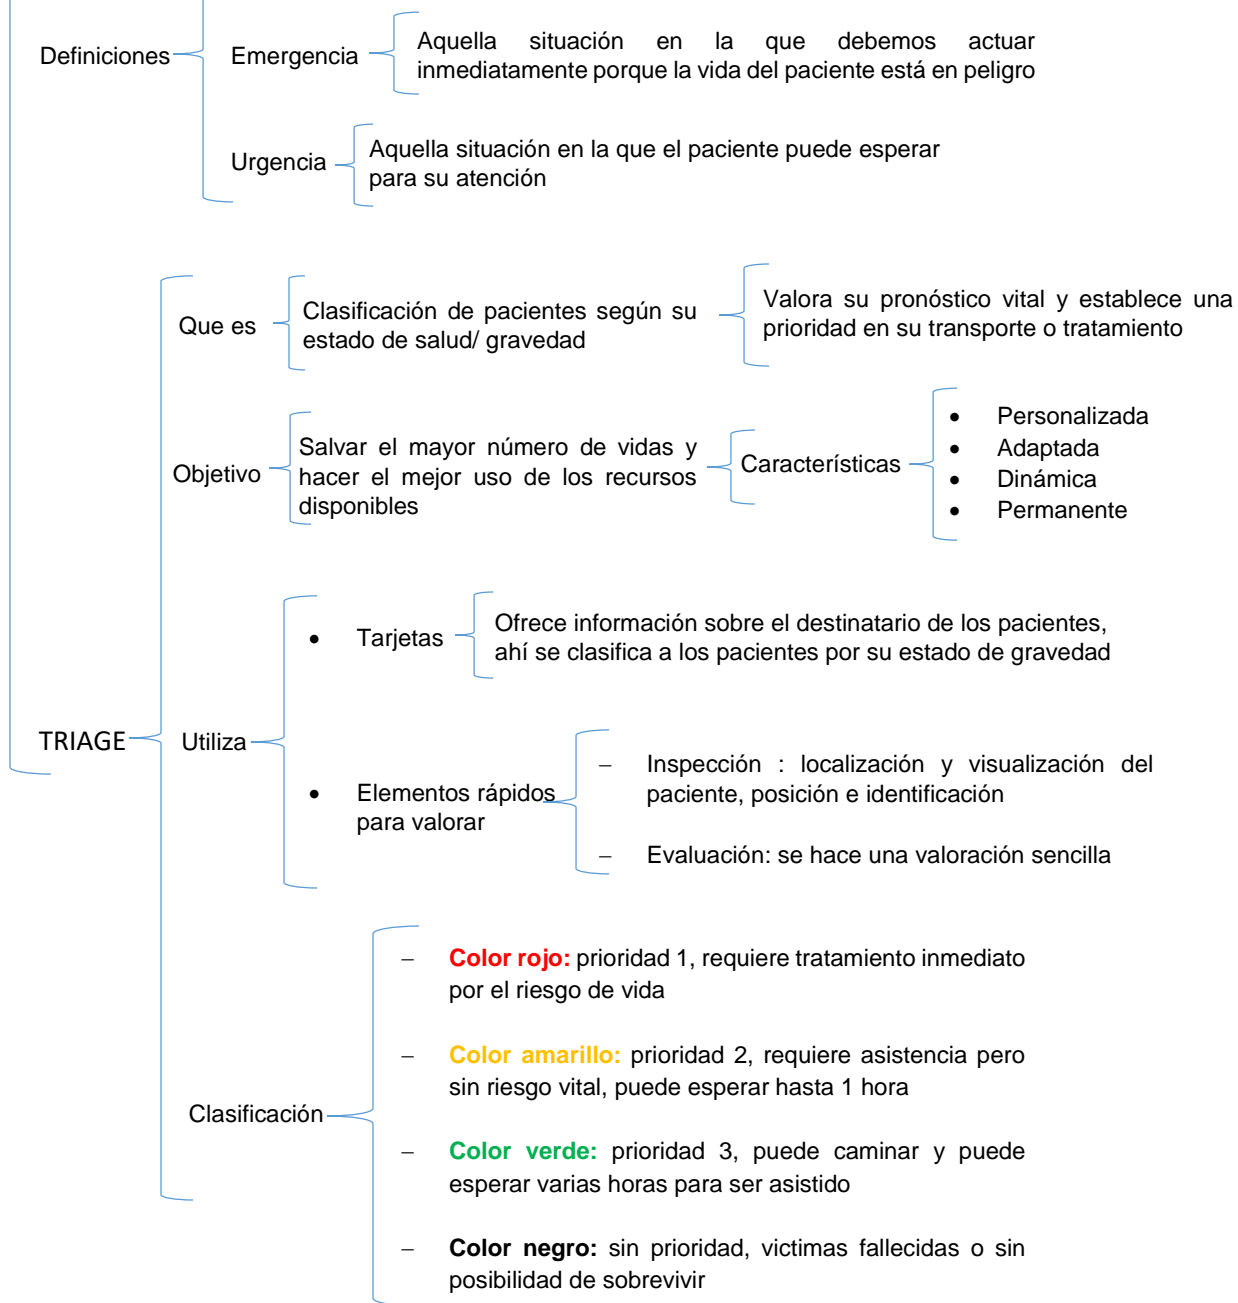 Definiciones
Emergencia
Aquella situación en la que debemos actuar
inmediatamente porque la vida del paciente está en peligro
Urgencia
Aquella situación en la que el paciente puede esperar
para su atención
TRIAGE
Que es
Clasificación de pacientes según su
estado de salud/ gravedad
Valora su pronóstico vital y establece una
prioridad en su transporte o tratamiento
Objetivo
Salvar el mayor número de vidas y
hacer el mejor uso de los recursos
disponibles
Características
• Personalizada
• Adaptada
• Dinámica
• Permanente
Utiliza
• Tarjetas
Ofrece información sobre el destinatario de los pacientes,
ahí se clasifica a los pacientes por su estado de gravedad
• Elementos rápidos
para valorar
– Inspección : localización y visualización del
paciente, posición e identificación
– Evaluación: se hace una valoración sencilla
Clasificación
– Color rojo: prioridad 1, requiere tratamiento inmediato
por el riesgo de vida
– Color amarillo: prioridad 2, requiere asistencia pero
sin riesgo vital, puede esperar hasta 1 hora
– Color verde: prioridad 3, puede caminar y puede
esperar varias horas para ser asistido
– Color negro: sin prioridad, victimas fallecidas o sin
posibilidad de sobrevivir